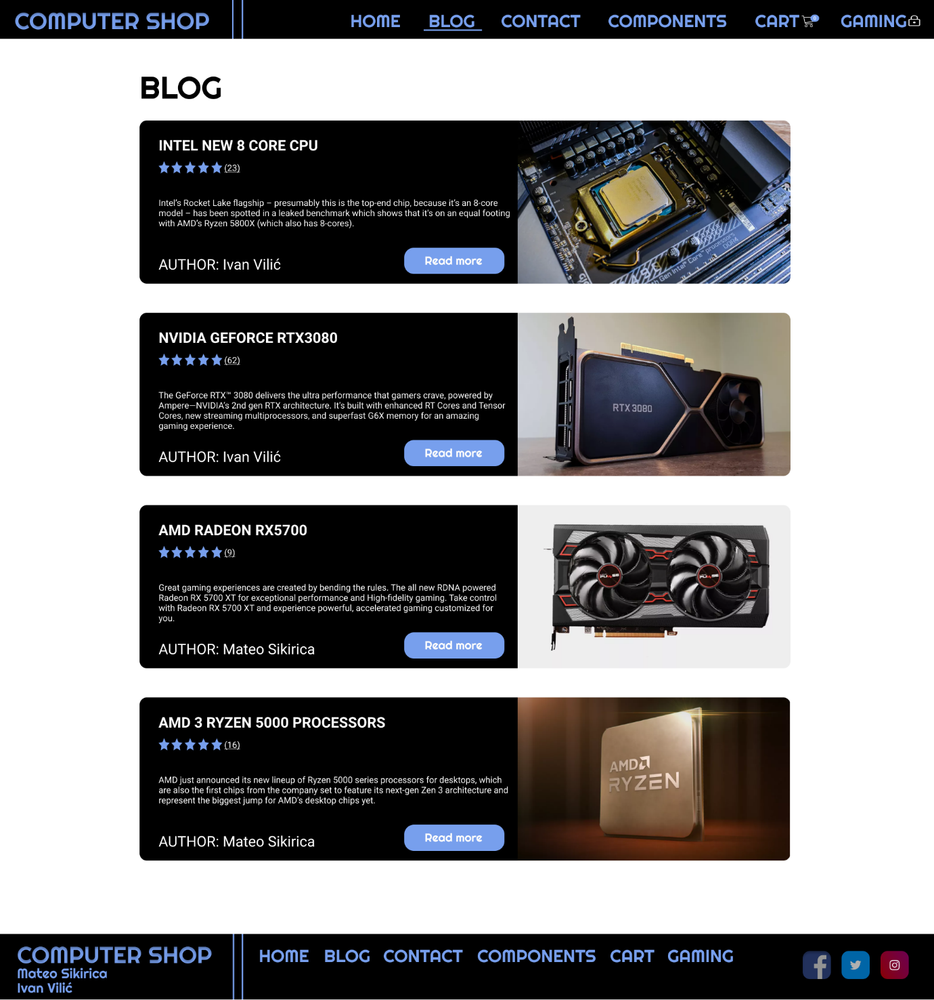 COMPUTER SHOP
HOME BLOG CONTACT COMPONENTS CART 0 GAMING
BLOG
INTEL NEW 8 CORE CPU
(23)
Intel's Rocket Lake flagship – presumably this is the top-end chip, because it's an 8-core
model – has been spotted in a leaked benchmark which shows that it's on an equal footing
with AMD's Ryzen 5800X (which also has 8-cores).
AUTHOR: Ivan Vilić
Read more
NVIDIA GEFORCE RTX3080
(62)
The GeForce RTX™ 3080 delivers the ultra performance that gamers crave, powered by
Ampere—NVIDIA's 2nd gen RTX architecture. It's built with enhanced RT Cores and Tensor
Cores, new streaming multiprocessors, and superfast G6X memory for an amazing
gaming experience.
AUTHOR: Ivan Vilić
Read more
RTX 3080
AMD RADEON RX5700
(9)
Great gaming experiences are created by bending the rules. The all new RDNA powered
Radeon RX 5700 XT for exceptional performance and High-fidelity gaming. Take control
with Radeon RX 5700 XT and experience powerful, accelerated gaming customized for
you.
AUTHOR: Mateo Sikirica
Read more
PULSE
PULSE
AMD 3 RYZEN 5000 PROCESSORS
(16)
AMD just announced its new lineup of Ryzen 5000 series processors for desktops, which
are also the first chips from the company set to feature its next-gen Zen 3 architecture and
represent the biggest jump for AMD's desktop chips yet.
AUTHOR: Mateo Sikirica
Read more
AMD
RYZEN
COMPUTER SHOP
Mateo Sikirica
Ivan Vilić
HOME BLOG CONTACT COMPONENTS CART GAMING